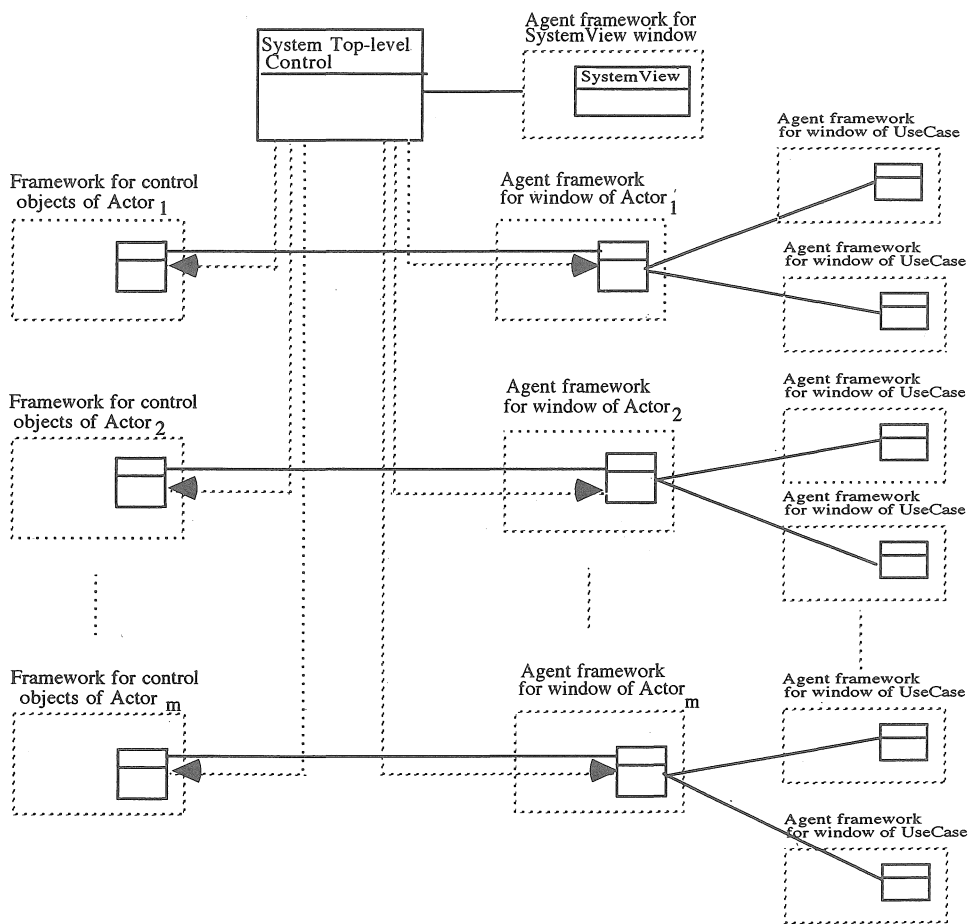 Agent framework for
SystemView window
System Top-level
Control
SystemView
Agent framework
for window of UseCase
Framework for control
objects of Actor 1
Agent framework
for window of Actor 1
Agent framework
for window of UseCase
Framework for control
objects of Actor 2
Agent framework
for window of Actor 2
Agent framework
for window of UseCase
Agent framework
for window of UseCase
Framework for control
objects of Actor m
Agent framework
for window of Actor m
Agent framework
for window of UseCase
Agent framework
for window of UseCase